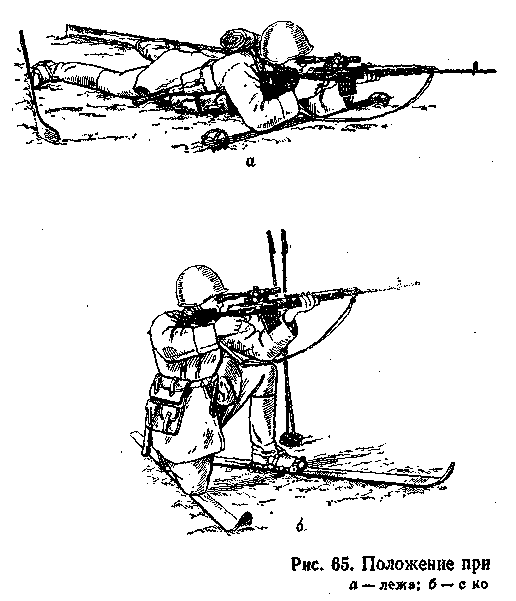 а
б
Рис. 65. Положение при
а — лежа; б — с ко